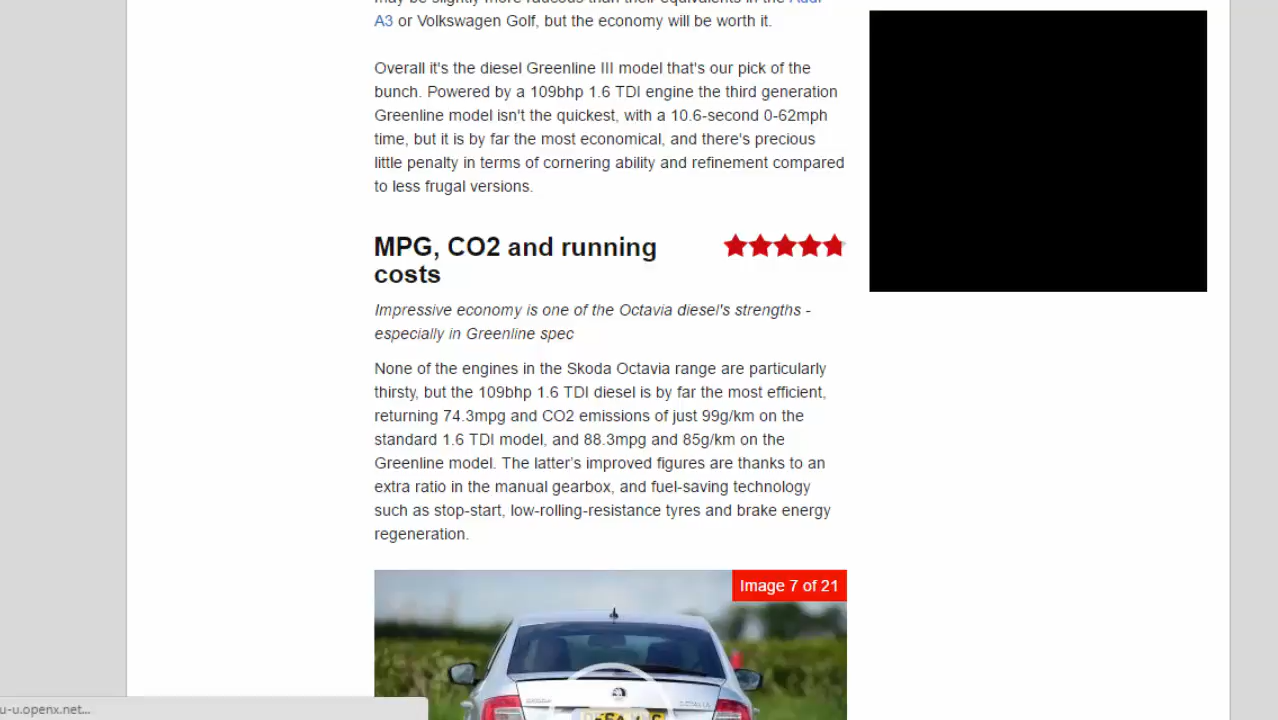 A3 or Volkswagen Golf, but the economy will be worth it.
Overall it's the diesel Greenline III model that's our pick of the
bunch. Powered by a 109bhp 1.6 TDI engine the third generation
Greenline model isn't the quickest, with a 10.6-second 0-62mph
time, but it is by far the most economical, and there's precious
little penalty in terms of cornering ability and refinement compared
to less frugal versions.
MPG, CO2 and running
costs
Impressive economy is one of the Octavia diesel's strengths -
especially in Greenline spec
None of the engines in the Skoda Octavia range are particularly
thirsty, but the 109bhp 1.6 TDI diesel is by far the most efficient,
returning 74.3mpg and CO2 emissions of just 99g/km on the
standard 1.6 TDI model, and 88.3mpg and 85g/km on the
Greenline model. The latter’s improved figures are thanks to an
extra ratio in the manual gearbox, and fuel-saving technology
such as stop-start, low-rolling-resistance tyres and brake energy
regeneration.
Image 7 of 21
u-u.openx.net...